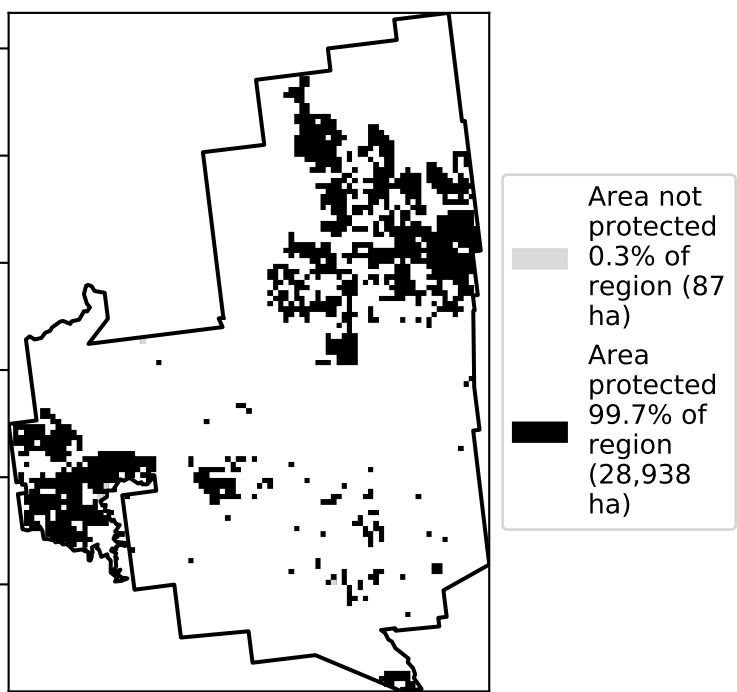 Area not
protected
0.3% of
region (87
ha)
Area
protected
99.7% of
region
(28,938
ha)